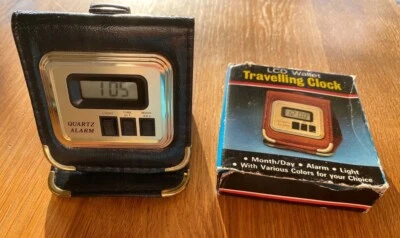 1:05
QUARTZ
ALARM
LCD Wallet
Travelling Clock
• Month/Day • Alarm • Light
• With Various Colors for your Choice